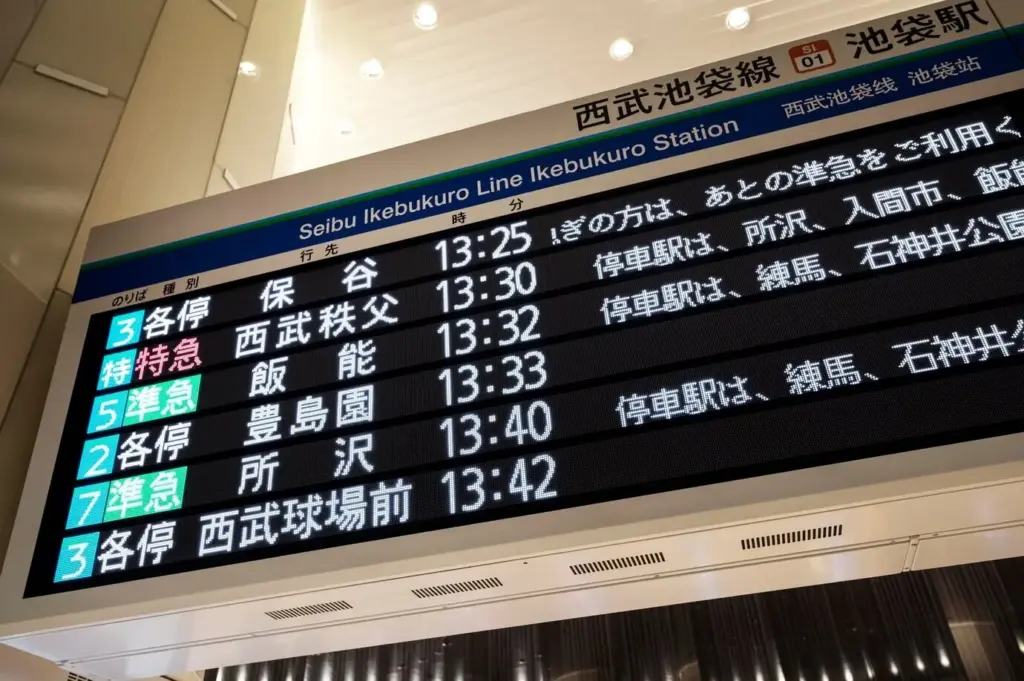 西武池袋線 SI 01 池袋駅
Seibu Ikebukuro Line Ikebukuro Station 西武池袋线 池袋站
のりば 種別 行先 時 分
3 各停 保谷 13:25 ぎの方は、あとの準急をご利用く
特 特急 西武秩父 13:30 停車駅は、所沢、入間市、飯能
5 準急 飯能 13:32 停車駅は、練馬、石神井公園
2 各停 豊島園 13:33
7 準急 所沢 13:40 停車駅は、練馬、石神井公
3 各停 西武球場前 13:42